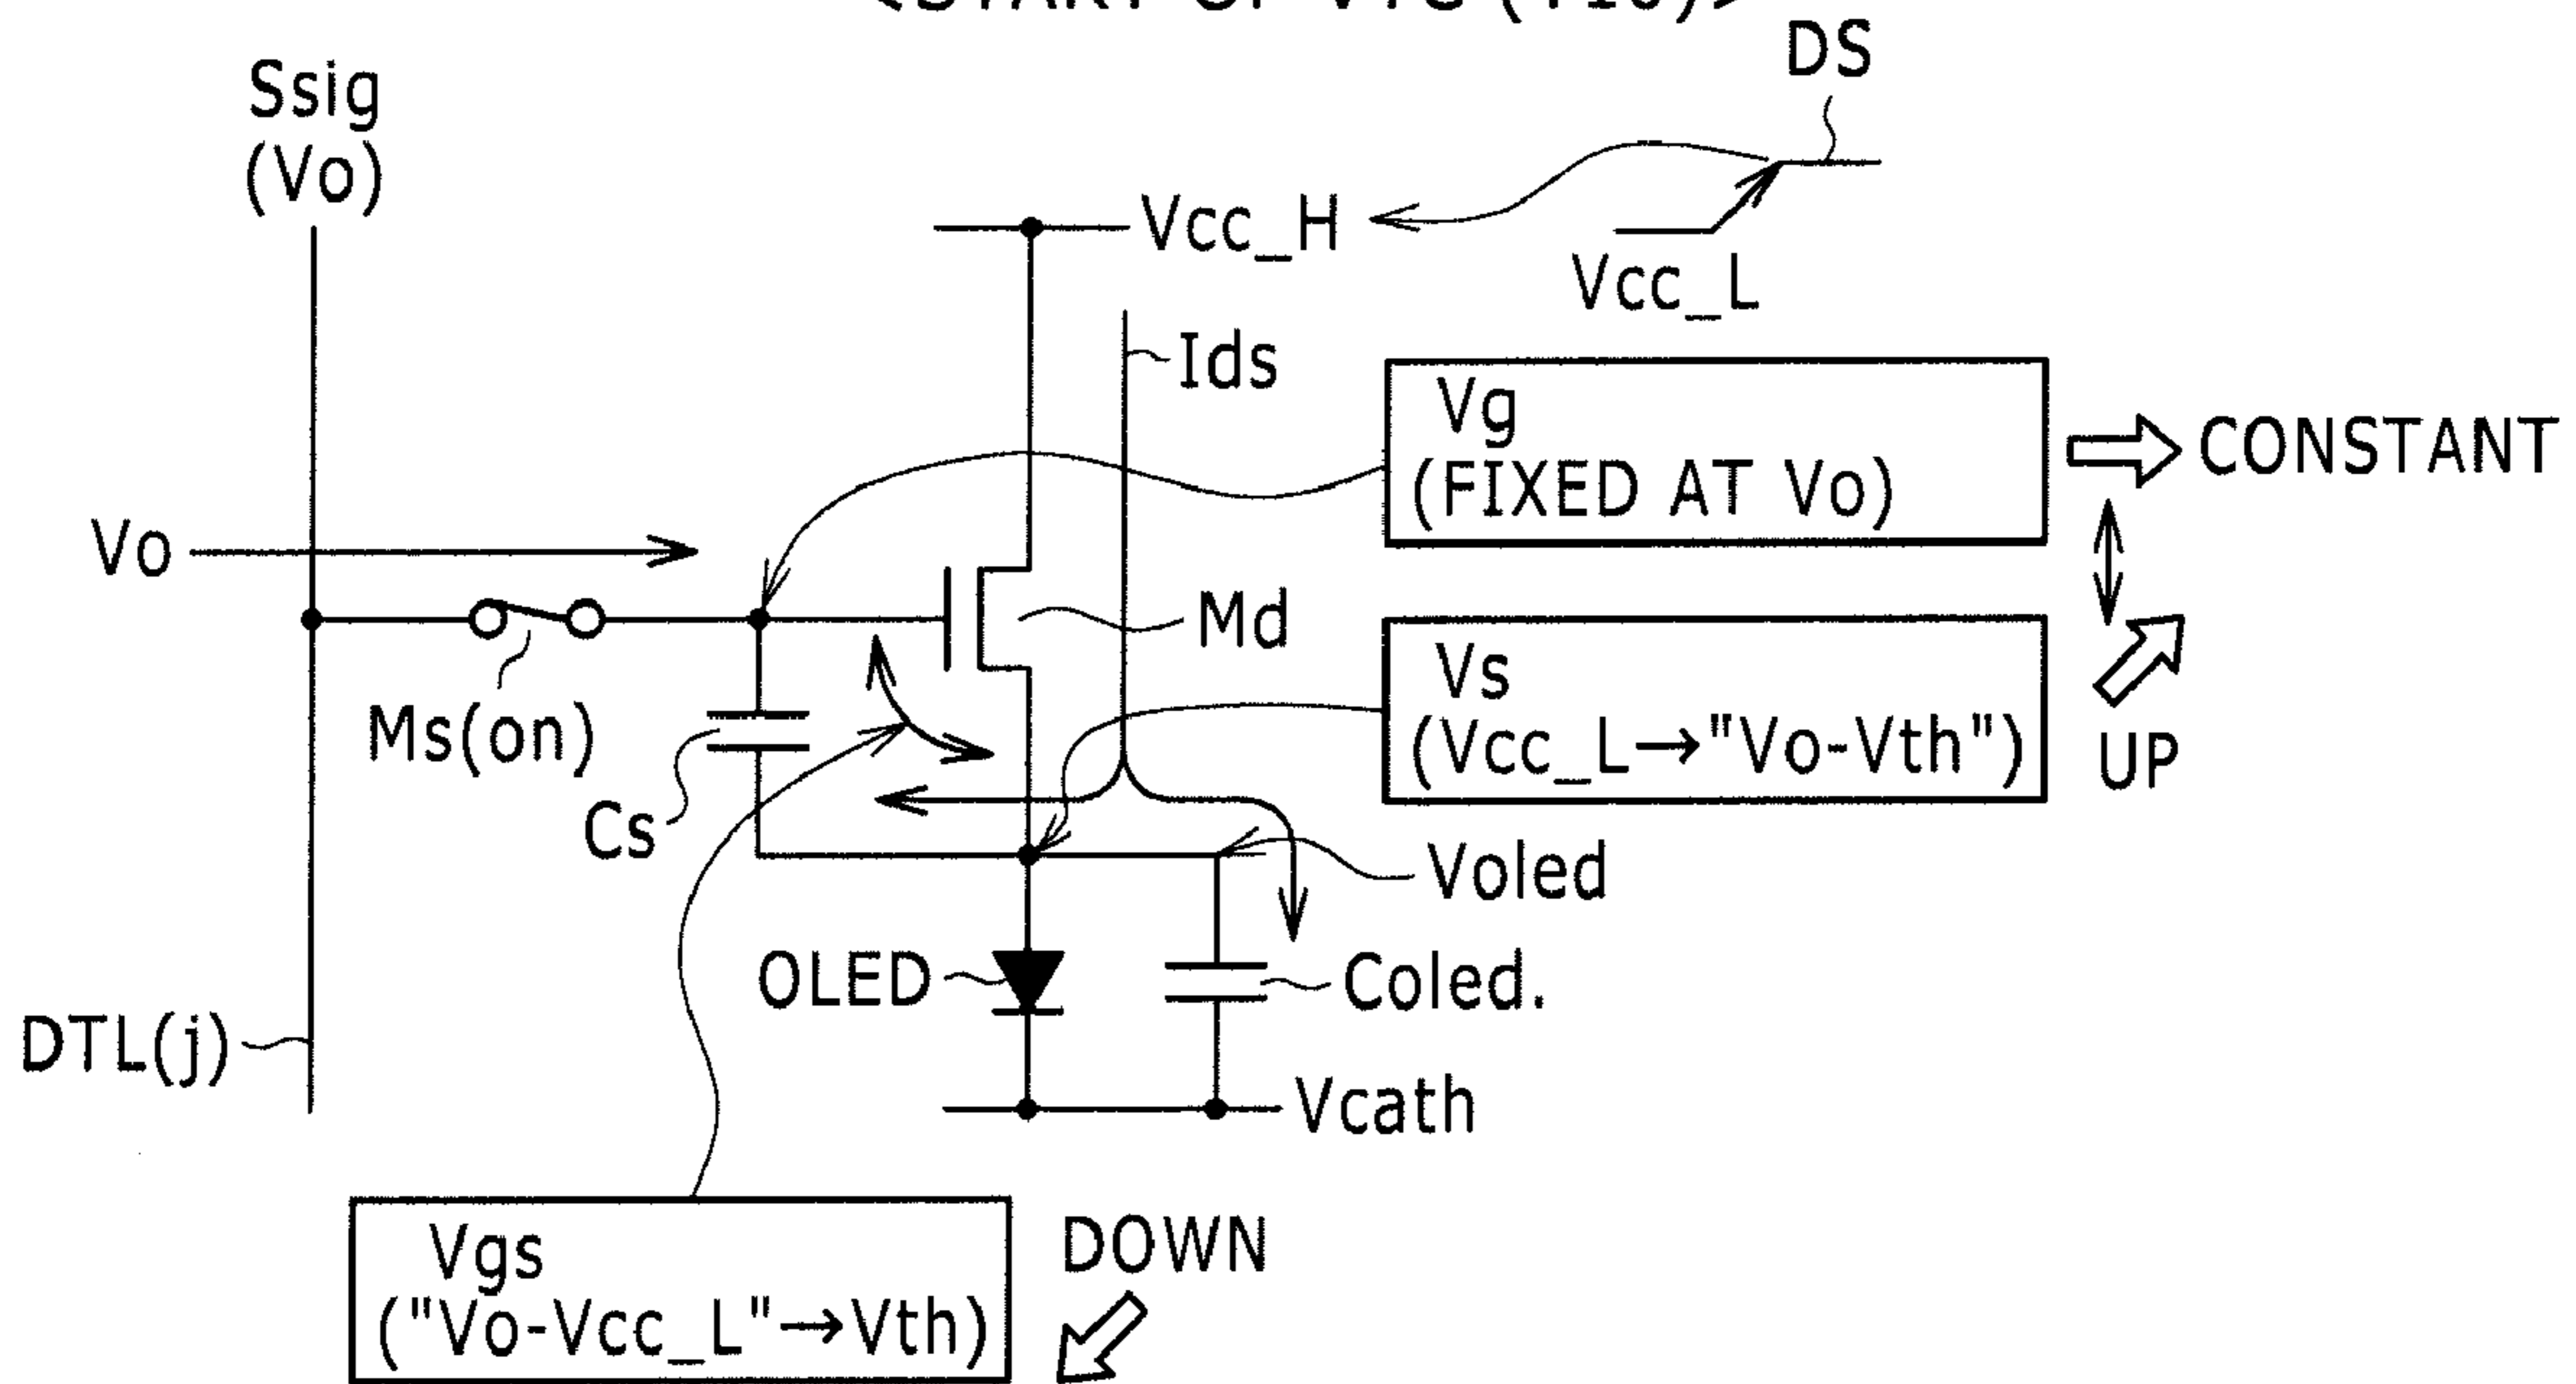 DS
Ssig
(Vo)
Vcc_H
Vcc_L
Ids
Vg
(FIXED AT Vo)
CONSTANT
Vo
Md
Ms(on)
Vs
(Vcc_L→"Vo-Vth")
UP
Cs
Voled
OLED
Coled.
DTL(j)
Vcath
Vgs
("Vo-Vcc_L"→Vth)
DOWN